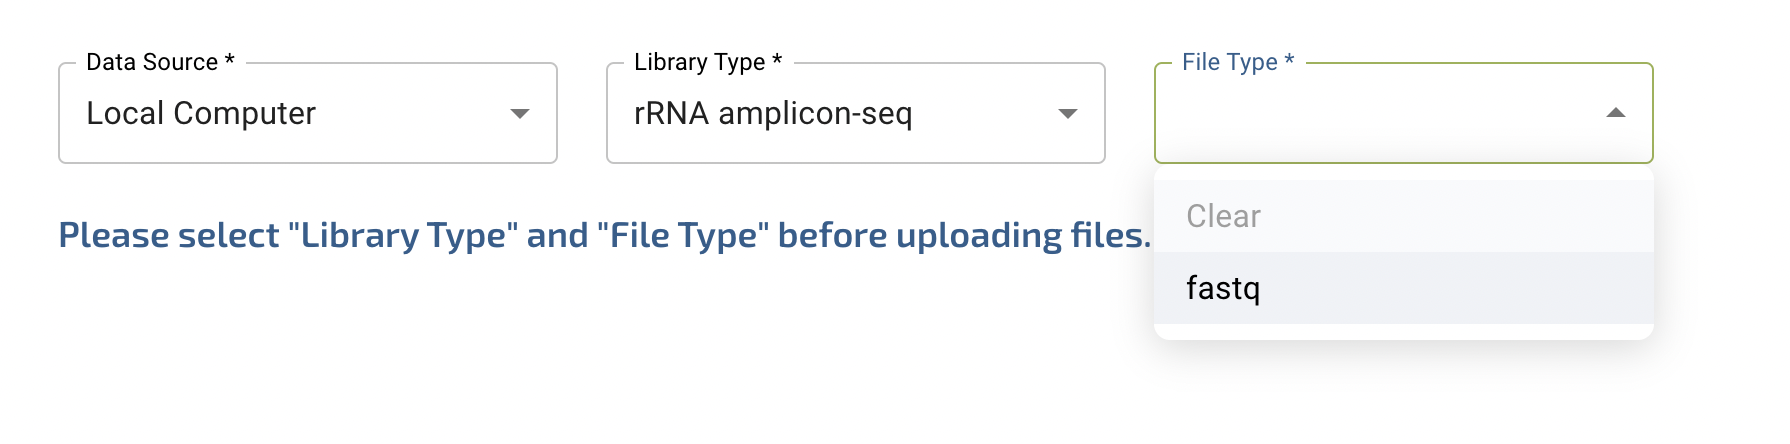 Data Source *
Library Type *
File Type *
Local Computer
rRNA amplicon-seq
Please select "Library Type" and "File Type" before uploading files.
Clear
fastq